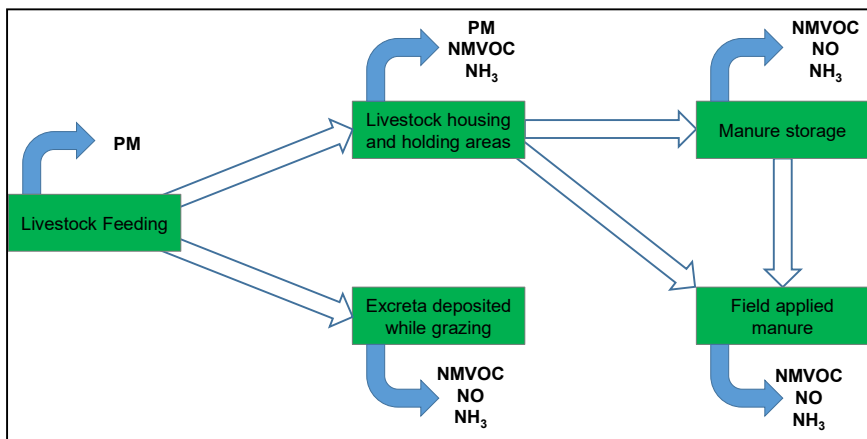 PM
NMVOC
NH₃
NMVOC
NO
NH₃
PM
Livestock housing
and holding areas
Manure storage
Livestock Feeding
Excreta deposited
while grazing
Field applied
manure
NMVOC
NO
NH₃
NMVOC
NO
NH₃